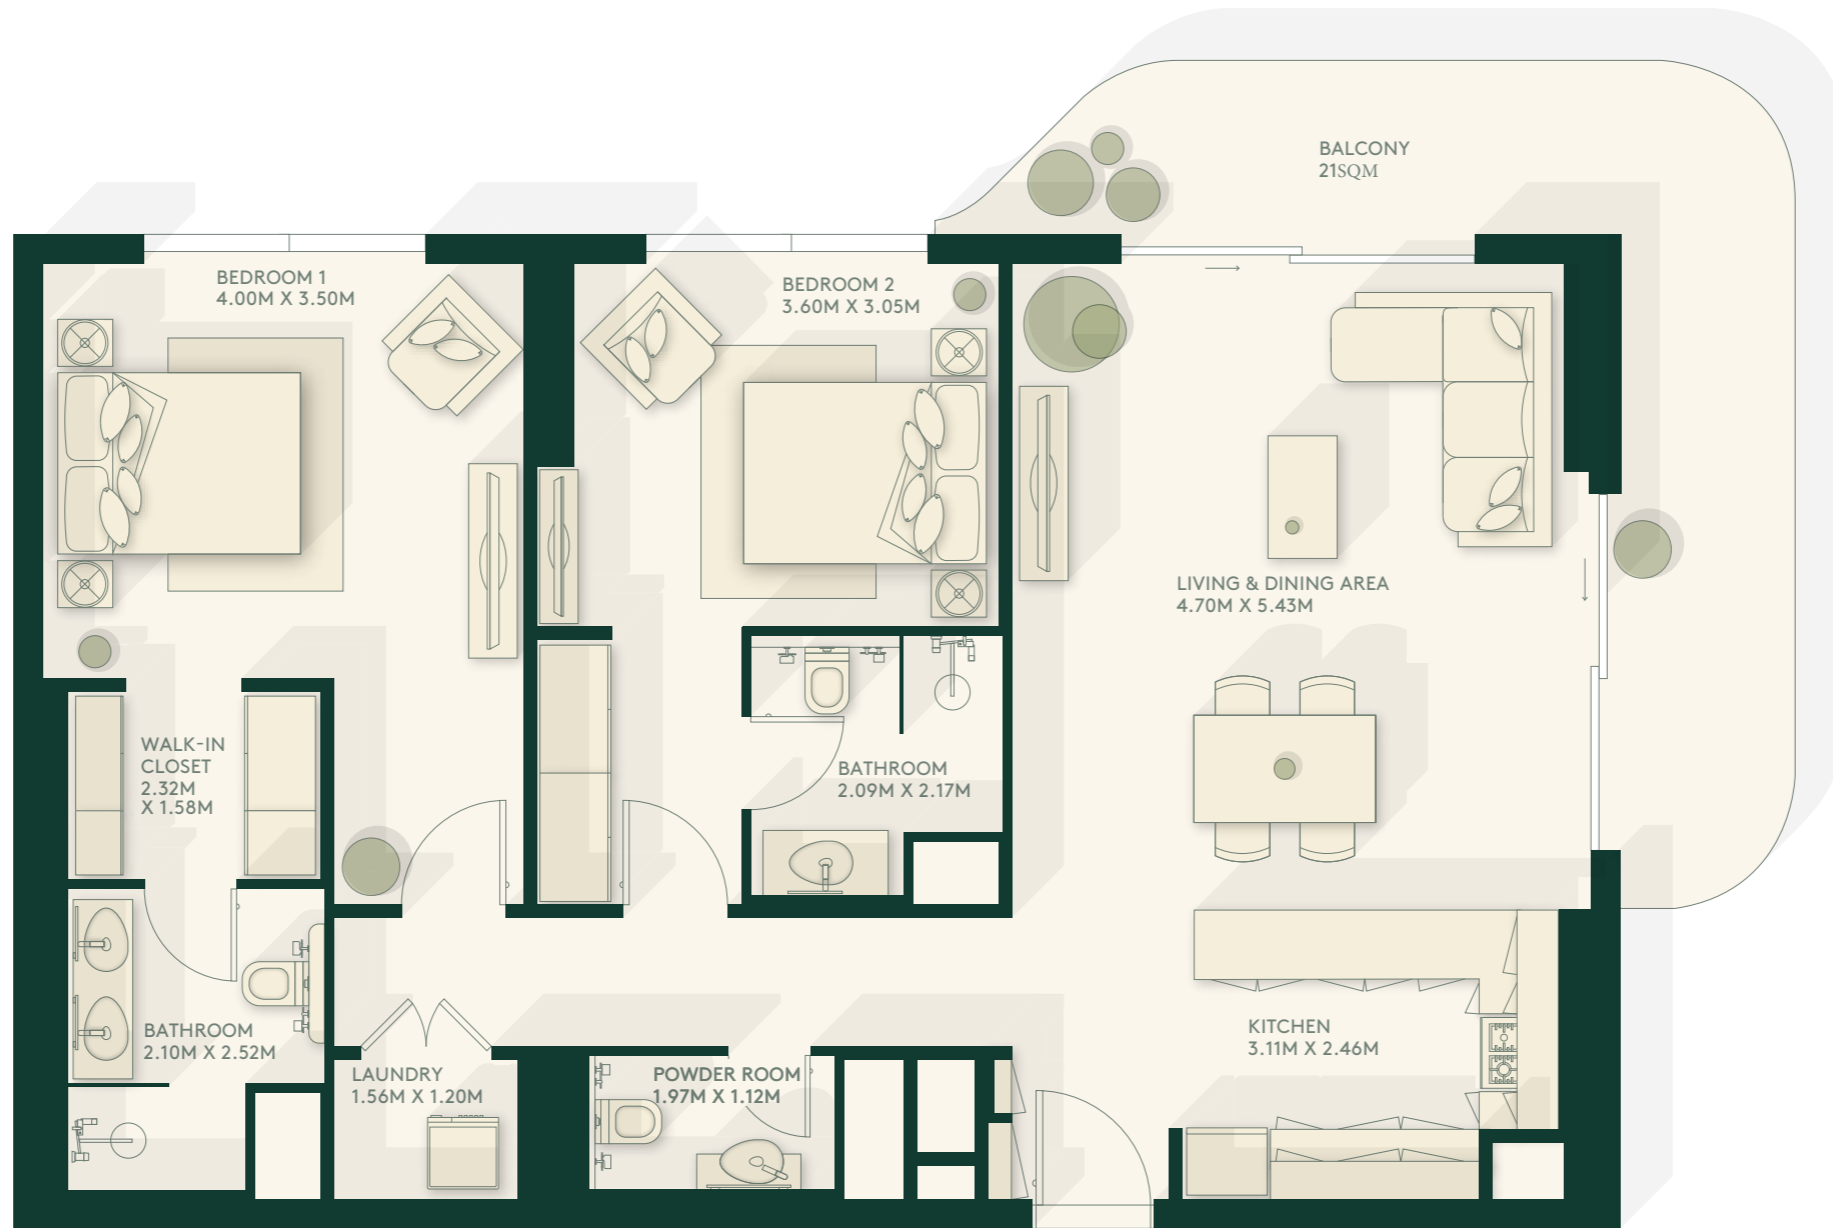 BALCONY
21SQM
BEDROOM 1
4.00M X 3.50M
BEDROOM 2
3.60M X 3.05M
LIVING & DINING AREA
4.70M X 5.43M
WALK-IN
CLOSET
2.32M
X 1.58M
BATHROOM
2.09M X 2.17M
BATHROOM
2.10M X 2.52M
KITCHEN
3.11M X 2.46M
LAUNDRY
1.56M X 1.20M
POWDER ROOM
1.97M X 1.12M